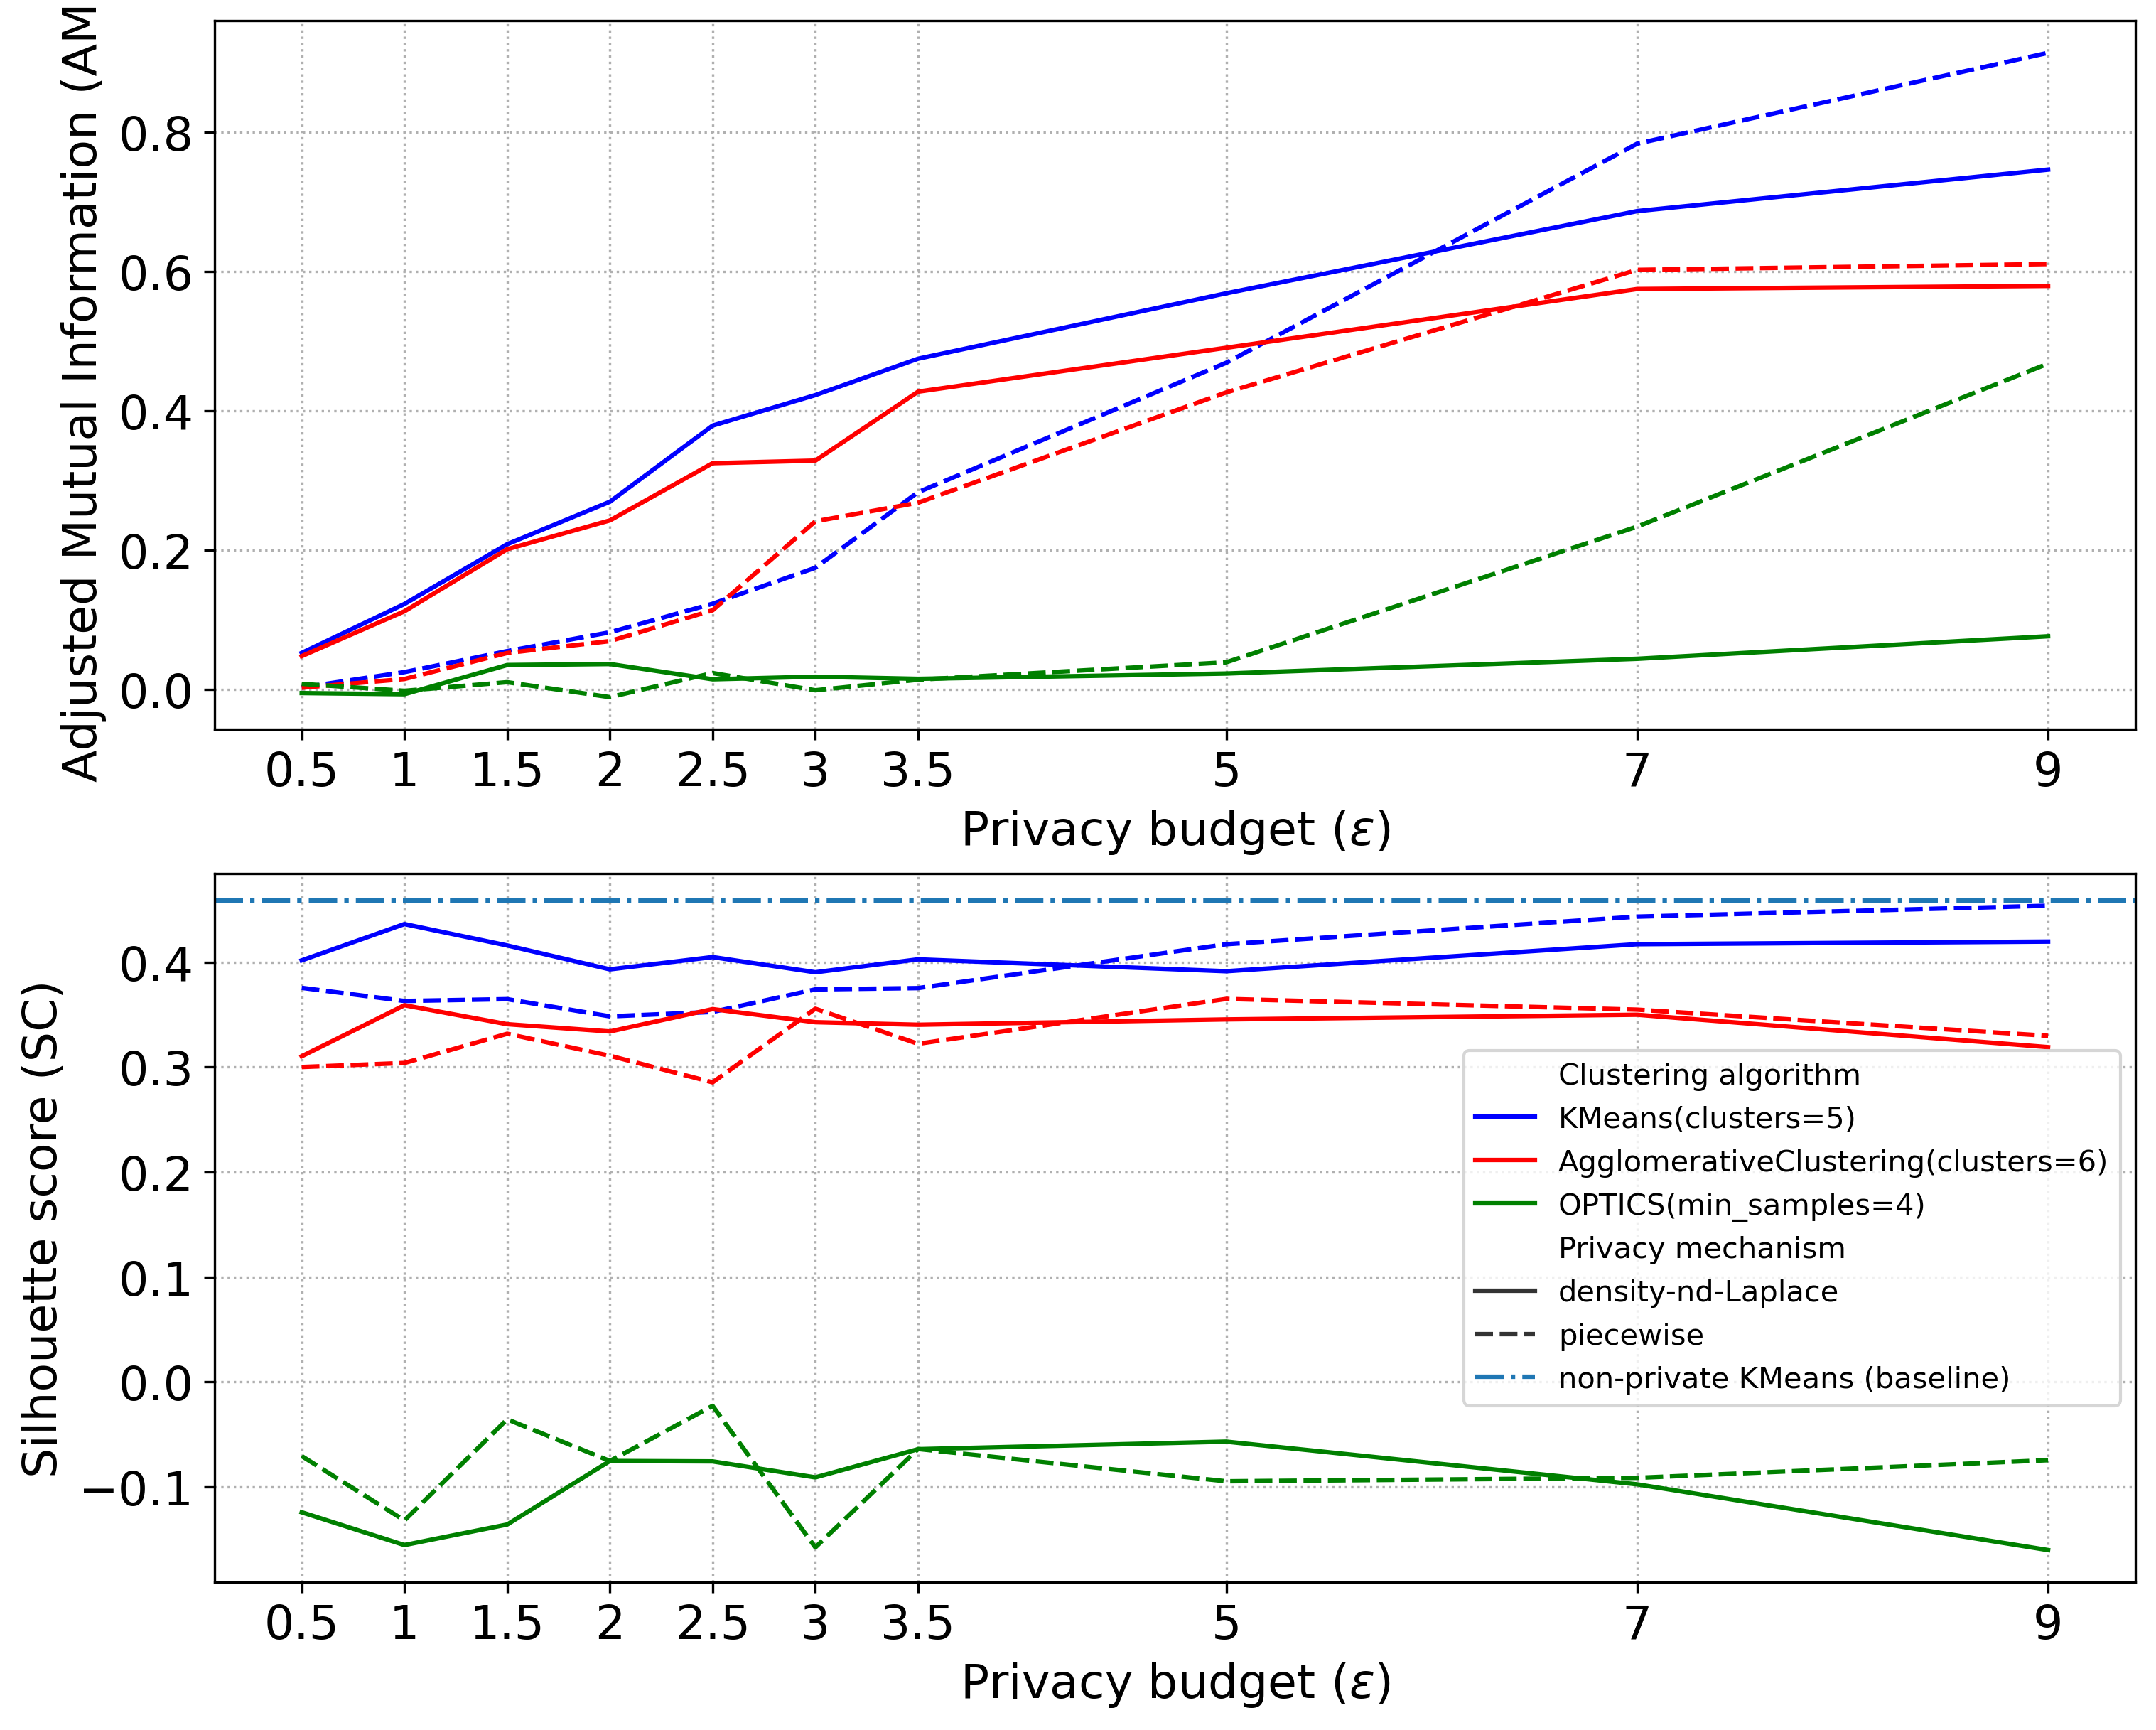 Adjusted Mutual Information (AM
0.8
0.6
0.4
0.2
0.0
0.5 1 1.5 2 2.5 3 3.5 5 7 9
Privacy budget (ε)
Silhouette score (SC)
0.4
0.3
0.2
0.1
0.0
−0.1
Clustering algorithm
KMeans(clusters=5)
AgglomerativeClustering(clusters=6)
OPTICS(min_samples=4)
Privacy mechanism
density-nd-Laplace
piecewise
non-private KMeans (baseline)
0.5 1 1.5 2 2.5 3 3.5 5 7 9
Privacy budget (ε)